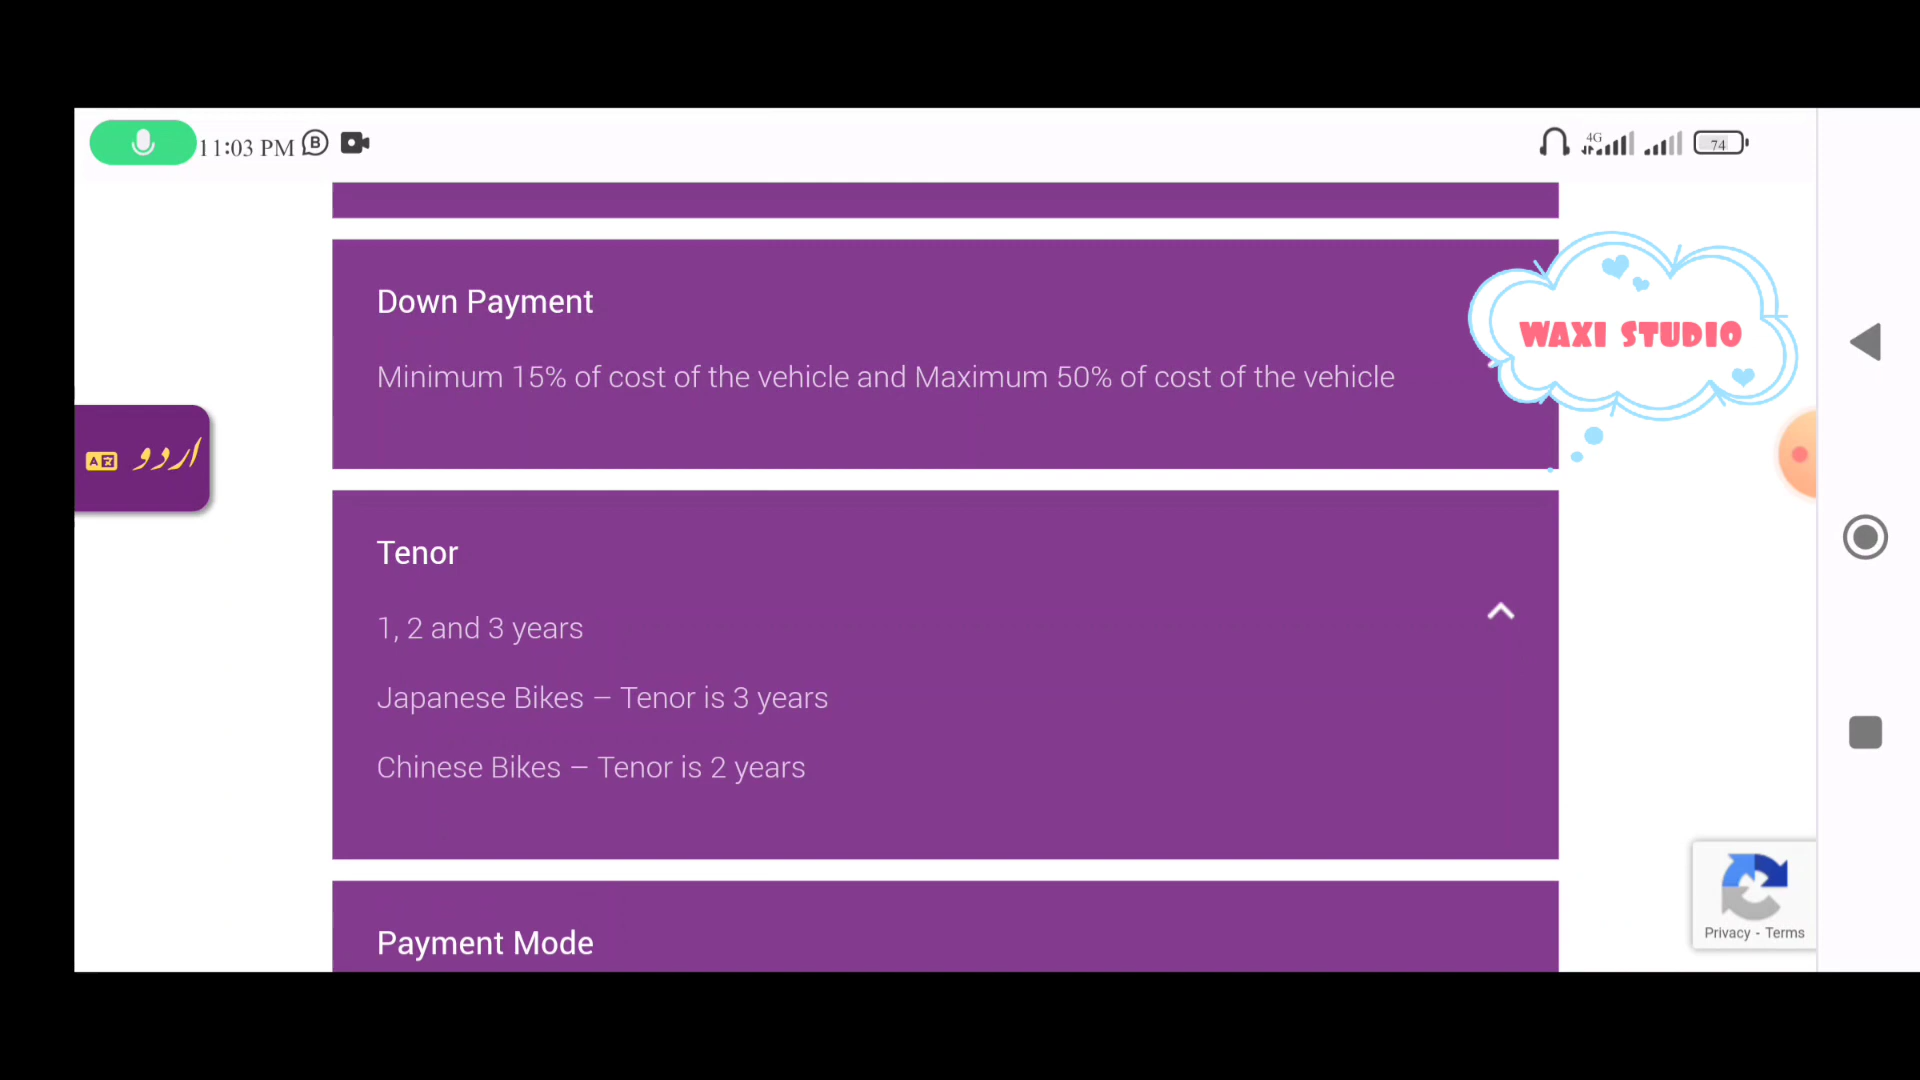 11:03 PM B
4G
74
Down Payment
Minimum 15% of cost of the vehicle and Maximum 50% of cost of the vehicle
WAXI STUDIO
A اردو
Tenor
1, 2 and 3 years
Japanese Bikes – Tenor is 3 years
Chinese Bikes – Tenor is 2 years
Payment Mode
Privacy - Terms